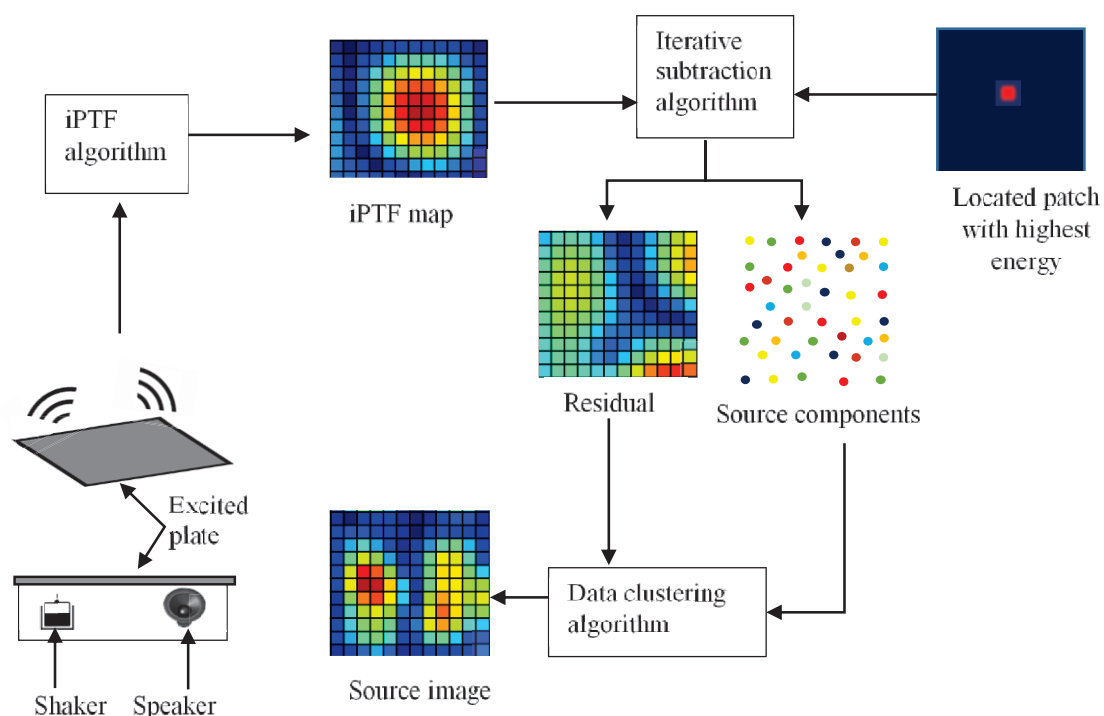 Iterative
subtraction
algorithm
iPTF
algorithm
iPTF map
Located patch
with highest
energy
Residual
Source components
Excited
plate
Data clustering
algorithm
Source image
Shaker
Speaker